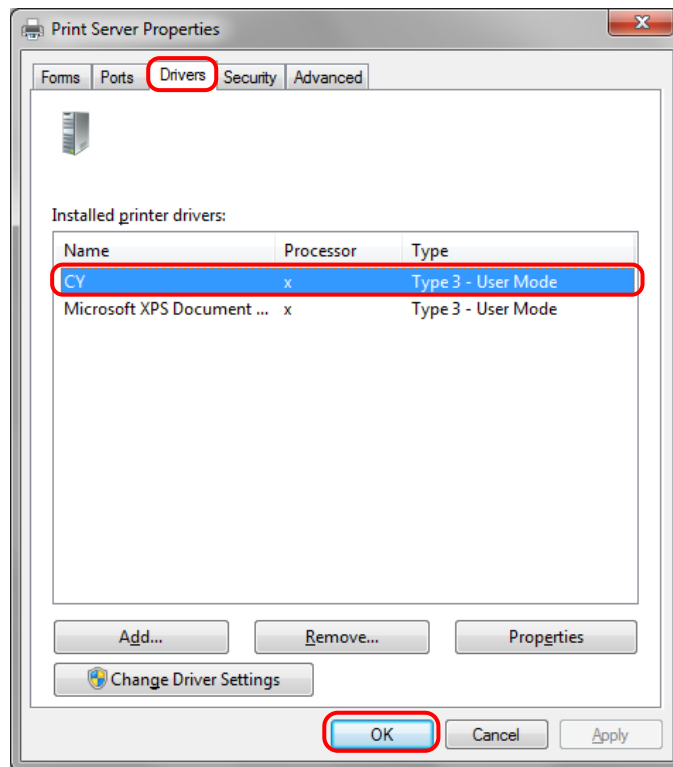 Print Server Properties
Forms Ports Drivers Security Advanced
Installed printer drivers:
Name Processor Type
CY x Type 3 - User Mode
Microsoft XPS Document ... x Type 3 - User Mode
Add... Remove... Properties
Change Driver Settings
OK Cancel Apply